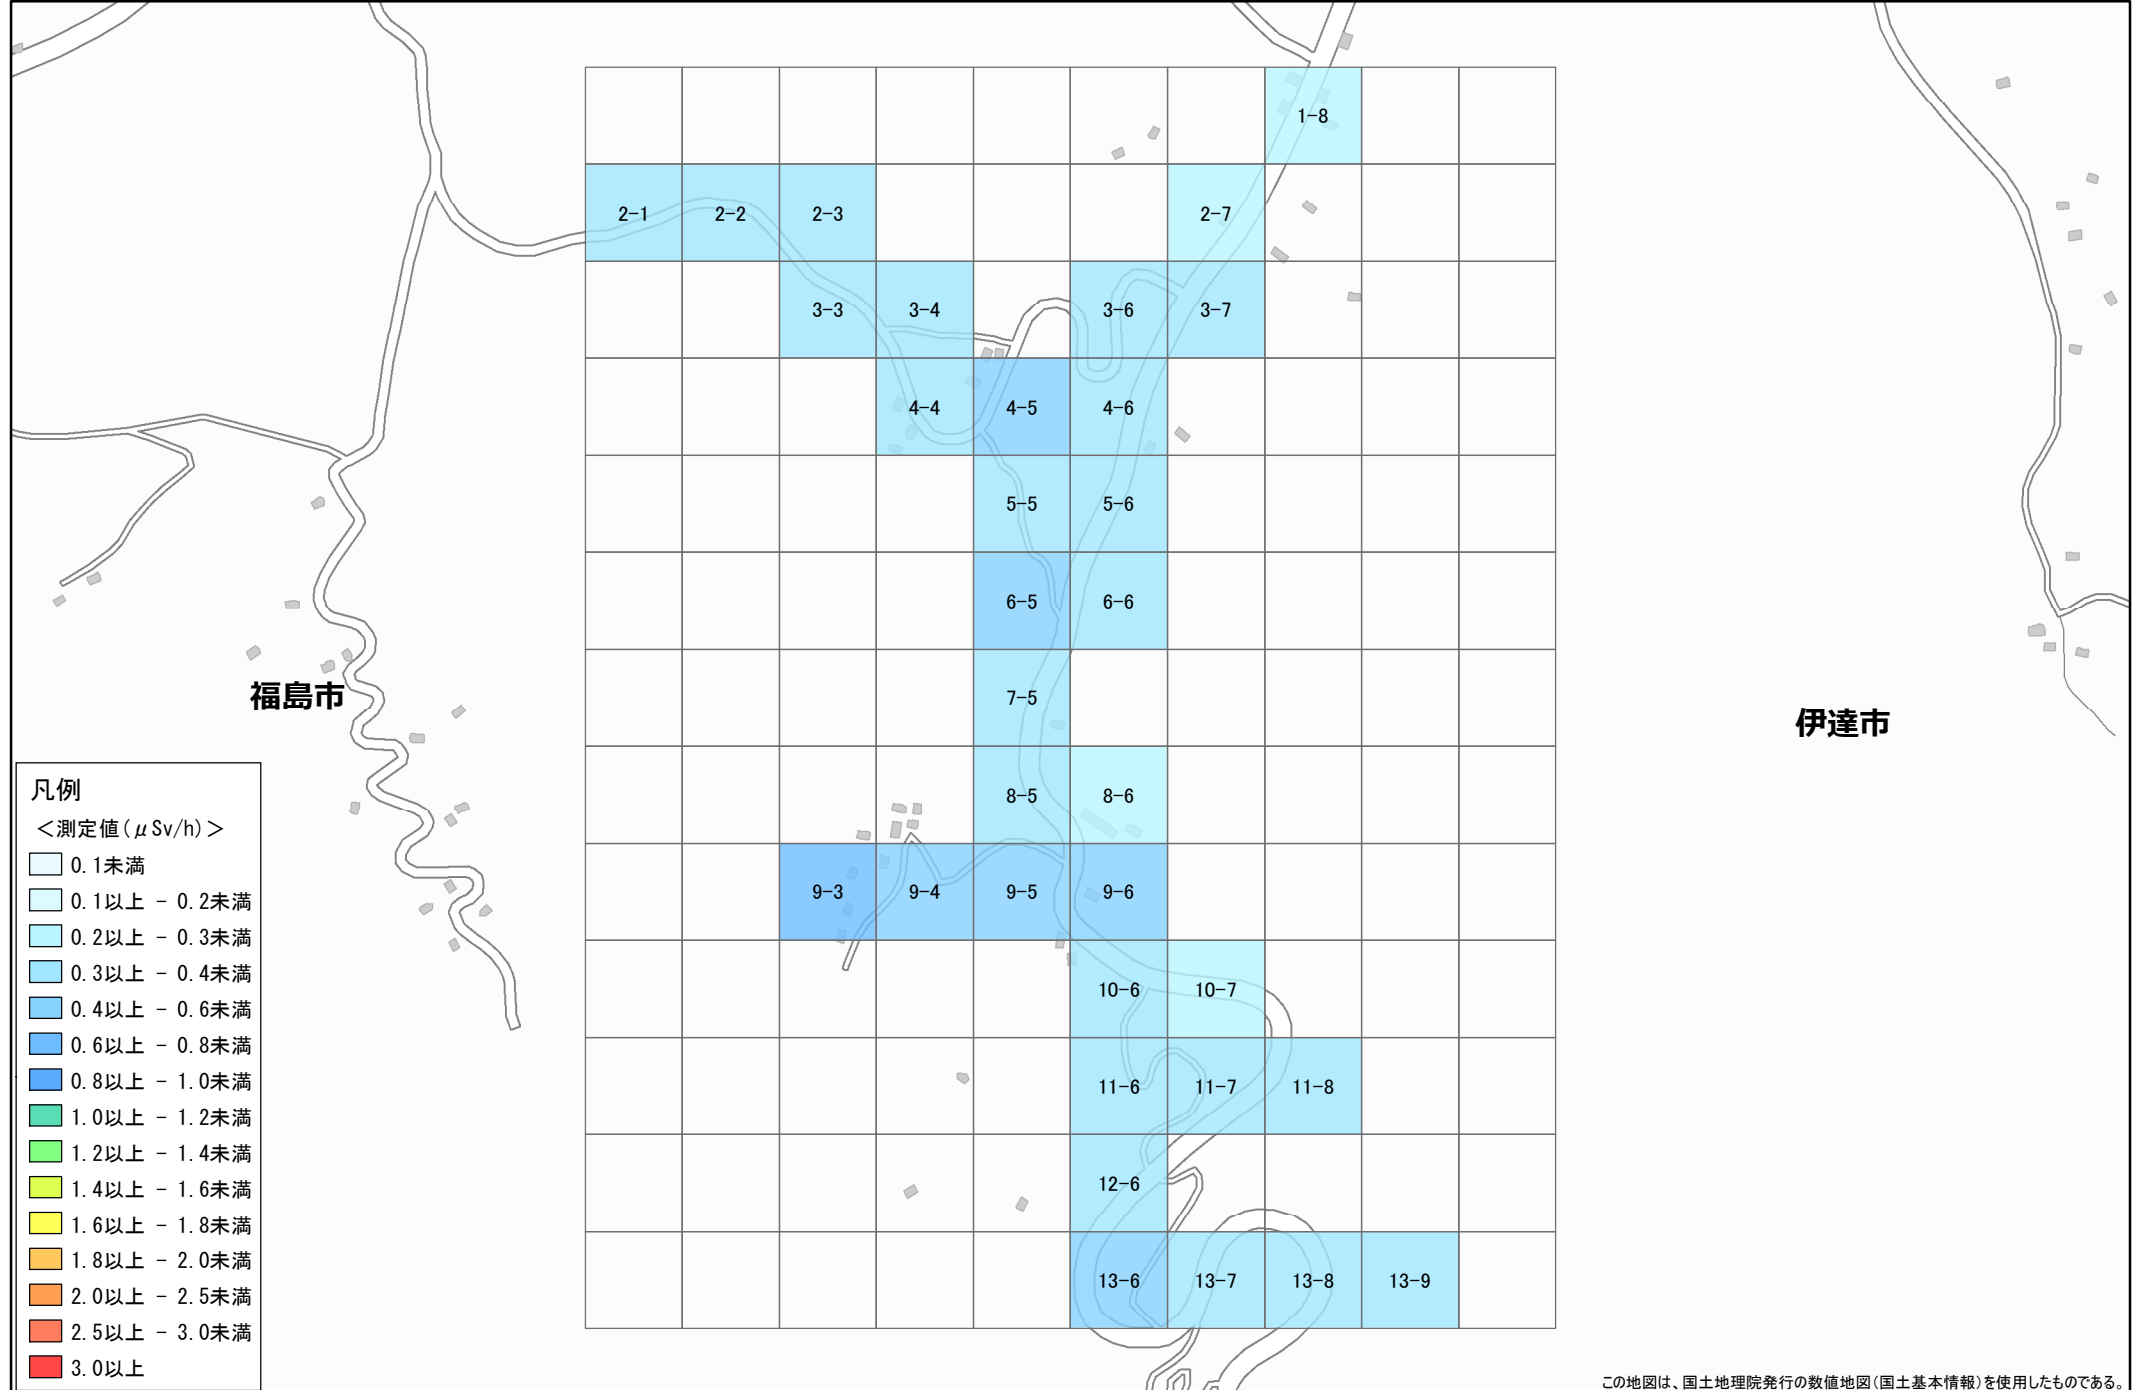 1-8
2-1 2-2 2-3 2-7
3-3 3-4 3-6 3-7
4-4 4-5 4-6
5-5 5-6
6-5 6-6
7-5
福島市
伊達市
8-5 8-6
9-3 9-4 9-5 9-6
10-6 10-7
11-6 11-7 11-8
12-6
13-6 13-7 13-8 13-9
凡例
＜測定値(μSv/h)＞
0.1未満
0.1以上 - 0.2未満
0.2以上 - 0.3未満
0.3以上 - 0.4未満
0.4以上 - 0.6未満
0.6以上 - 0.8未満
0.8以上 - 1.0未満
1.0以上 - 1.2未満
1.2以上 - 1.4未満
1.4以上 - 1.6未満
1.6以上 - 1.8未満
1.8以上 - 2.0未満
2.0以上 - 2.5未満
2.5以上 - 3.0未満
3.0以上
この地図は、国土地理院発行の数値地図(国土基本情報)を使用したものである。